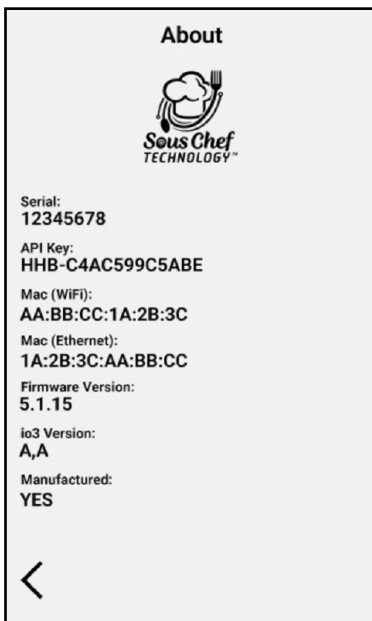 About
Sous Chef
TECHNOLOGY™
Serial:
12345678
API Key:
HHB-C4AC599C5ABE
Mac (WiFi):
AA:BB:CC:1A:2B:3C
Mac (Ethernet):
1A:2B:3C:AA:BB:CC
Firmware Version:
5.1.15
io3 Version:
A,A
Manufactured:
YES